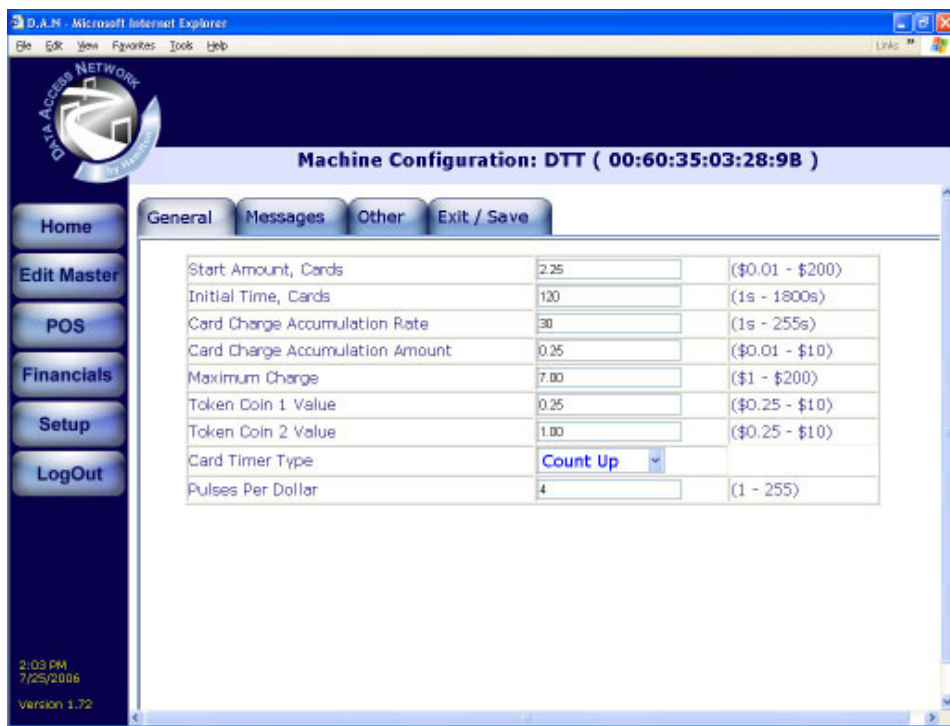 D.A.N - Microsoft Internet Explorer
File Edit View Favorites Tools Help
Links »
DATA ACCESS NETWORK
by Hamilton
Machine Configuration: DTT ( 00:60:35:03:28:9B )
General Messages Other Exit / Save
Home
Edit Master
POS
Financials
Setup
LogOut
Start Amount, Cards 2.25 ($0.01 - $200)
Initial Time, Cards 120 (1s - 1800s)
Card Charge Accumulation Rate 30 (1s - 255s)
Card Charge Accumulation Amount 0.25 ($0.01 - $10)
Maximum Charge 7.00 ($1 - $200)
Token Coin 1 Value 0.25 ($0.25 - $10)
Token Coin 2 Value 1.00 ($0.25 - $10)
Card Timer Type Count Up
Pulses Per Dollar 4 (1 - 255)
2:03 PM
7/25/2006
Version 1.72